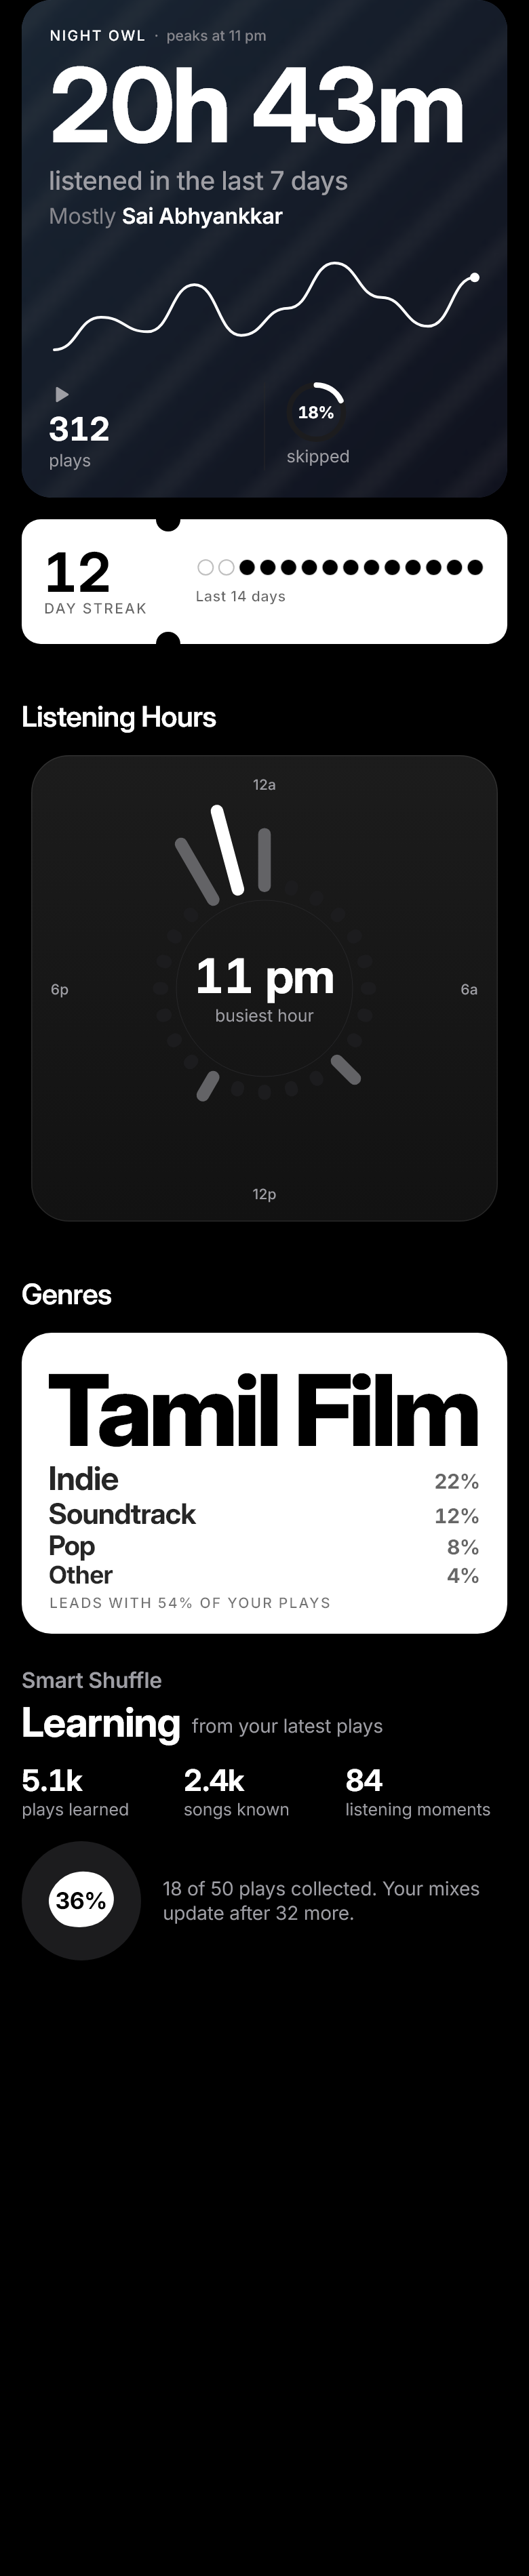 NIGHT OWL · peaks at 11 pm
20h 43m
listened in the last 7 days
Mostly Sai Abhyankkar
312
plays
18%
skipped
12
DAY STREAK
Last 14 days
Listening Hours
12a
6p
11 pm
busiest hour
6a
12p
Genres
Tamil Film
Indie 22%
Soundtrack 12%
Pop 8%
Other 4%
LEADS WITH 54% OF YOUR PLAYS
Smart Shuffle
Learning from your latest plays
5.1k 2.4k 84
plays learned songs known listening moments
36%
18 of 50 plays collected. Your mixes
update after 32 more.